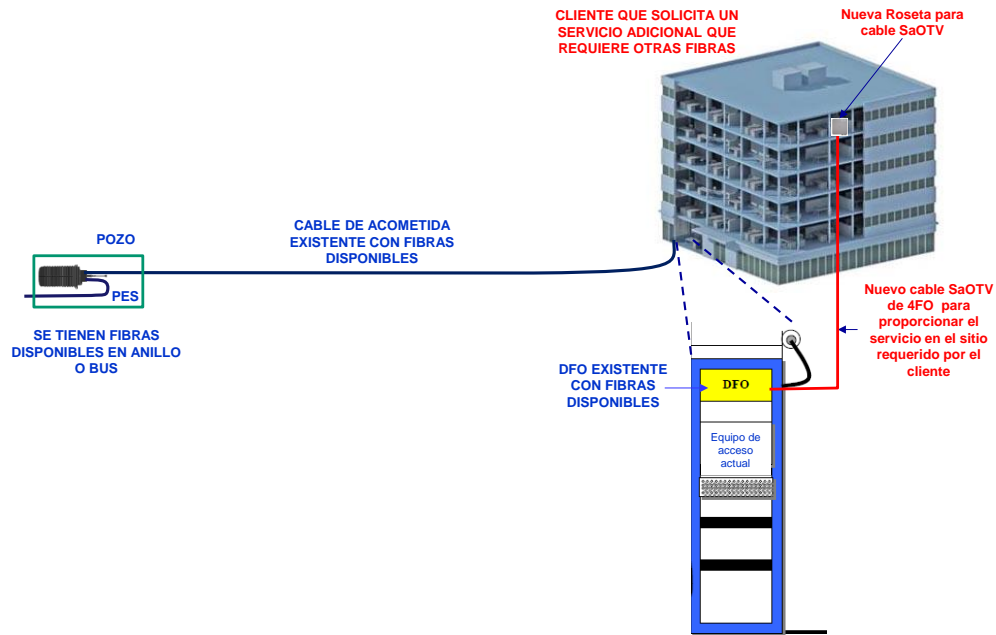 CLIENTE QUE SOLICITA UN
SERVICIO ADICIONAL QUE
REQUIERE OTRAS FIBRAS
Nueva Roseta para
cable SaOTV
CABLE DE ACOMETIDA
EXISTENTE CON FIBRAS
DISPONIBLES
POZO
PES
SE TIENEN FIBRAS
DISPONIBLES EN ANILLO
O BUS
Nuevo cable SaOTV
de 4FO para
proporcionar el
servicio en el sitio
requerido por el
cliente
DFO EXISTENTE
CON FIBRAS
DISPONIBLES
DFO
Equipo de
acceso
actual